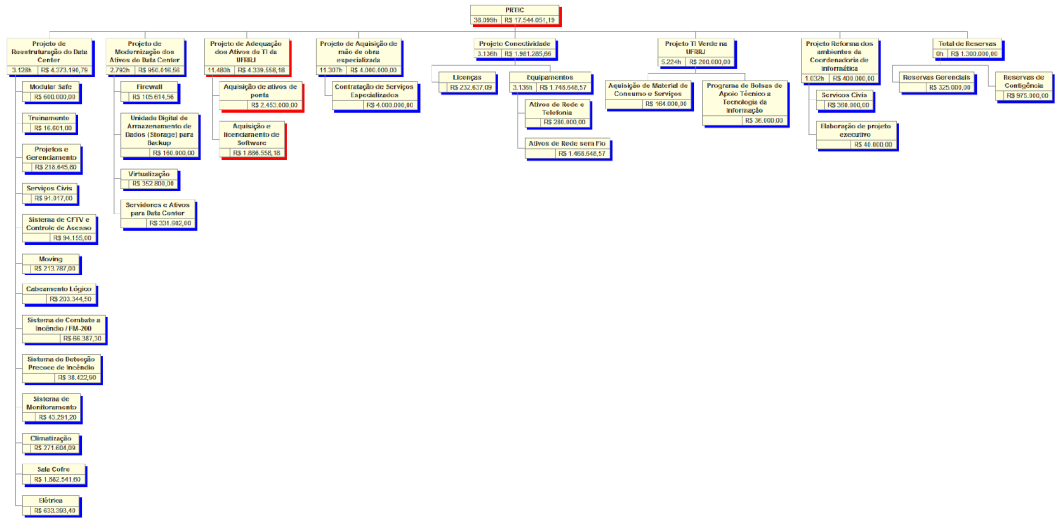 PRTIC
38.099h R$ 17.544.051,19
Projeto de
Reestruturação do Data
Center
3.128h R$ 4.373.190,79
Modular Safe
R$ 600.000,00
Treinamento
R$ 16.601,00
Projetos e
Gerenciamento
R$ 218.645,80
Serviços Civis
R$ 91.017,00
Sistema de CFTV e
Controle de Acesso
R$ 94.155,00
Moving
R$ 213.787,00
Cabeamento Lógico
R$ 203.344,50
Sistema de Combate a
Incêndio / FM-200
R$ 66.387,30
Sistema de Detecção
Precoce de Incêndio
R$ 38.422,90
Sistema de
Monitoramento
R$ 43.291,20
Climatização
R$ 271.604,09
Sala Cofre
R$ 1.882.541,60
Elétrica
R$ 633.393,40
Projeto de
Modernização dos
Ativos do Data Center
2.792h R$ 950.016,56
Firewall
R$ 105.614,56
Unidade Digital de
Armazenamento de
Dados (Storage) para
Backup
R$ 160.000,00
Virtualização
R$ 352.800,00
Servidores e Ativos
para Data Center
R$ 331.602,00
Projeto de Adequação
dos Ativos de TI da
UFRRJ
11.480h R$ 4.339.558,18
Aquisição de ativos de
ponta
R$ 2.453.000,00
Aquisição e
licenciamento de
Software
R$ 1.886.558,18
Projeto de Aquisição de
mão de obra
especializada
11.307h R$ 4.000.000,00
Contratação de Serviços
Especializados
R$ 4.000.000,00
Projeto Conectividade
3.136h R$ 1.981.285,66
Licenças
R$ 232.637,09
Equipamentos
3.136h R$ 1.748.648,57
Ativos de Rede e
Telefonia
R$ 280.000,00
Ativos de Rede sem Fio
R$ 1.468.648,57
Projeto TI Verde na
UFRRJ
5.224h R$ 200.000,00
Aquisição de Material de
Consumo e Serviços
R$ 164.000,00
Programa de Bolsas de
Apoio Técnico a
Tecnologia da
Informação
R$ 36.000,00
Projeto Reforma dos
ambientes da
Coordenadoria de
Informática
1.032h R$ 400.000,00
Serviços Civis
R$ 360.000,00
Elaboração de projeto
executivo
R$ 40.000,00
Total de Reservas
0h R$ 1.300.000,00
Reservas Gerenciais
R$ 325.000,00
Reservas de
Contigência
R$ 975.000,00